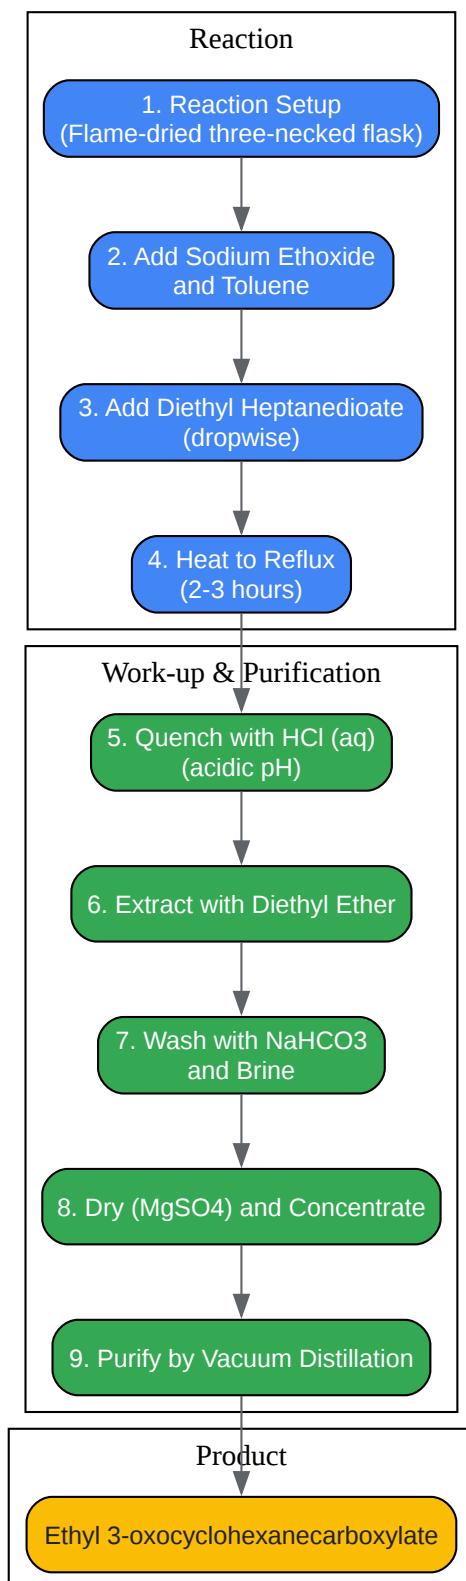 Reaction
1. Reaction Setup
(Flame-dried three-necked flask)
2. Add Sodium Ethoxide
and Toluene
3. Add Diethyl Heptanedioate
(dropwise)
4. Heat to Reflux
(2-3 hours)
Work-up & Purification
5. Quench with HCl (aq)
(acidic pH)
6. Extract with Diethyl Ether
7. Wash with NaHCO3
and Brine
8. Dry (MgSO4) and Concentrate
9. Purify by Vacuum Distillation
Product
Ethyl 3-oxocyclohexanecarboxylate